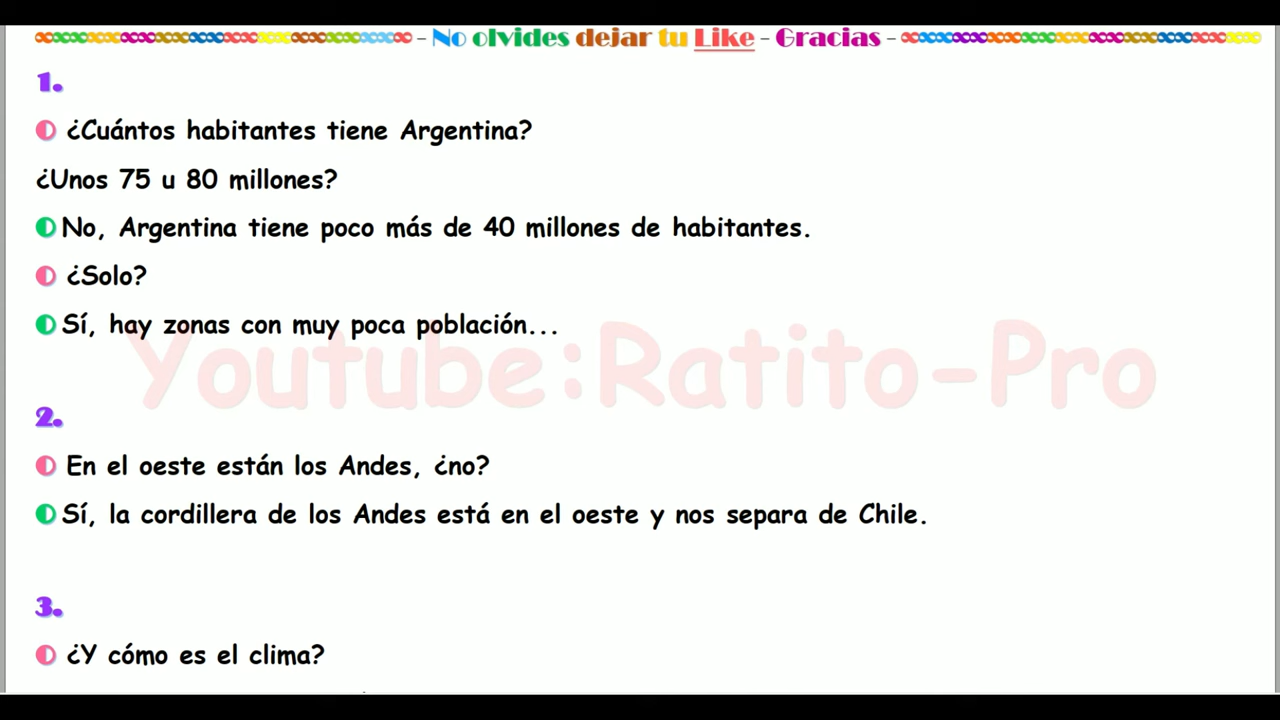 - No olvides dejar tu Like - Gracias -
1.
¿Cuántos habitantes tiene Argentina?
¿Unos 75 u 80 millones?
No, Argentina tiene poco más de 40 millones de habitantes.
¿Solo?
Sí, hay zonas con muy poca población...
Youtube:Ratito-Pro
2.
En el oeste están los Andes, ¿no?
Sí, la cordillera de los Andes está en el oeste y nos separa de Chile.
3.
¿Y cómo es el clima?